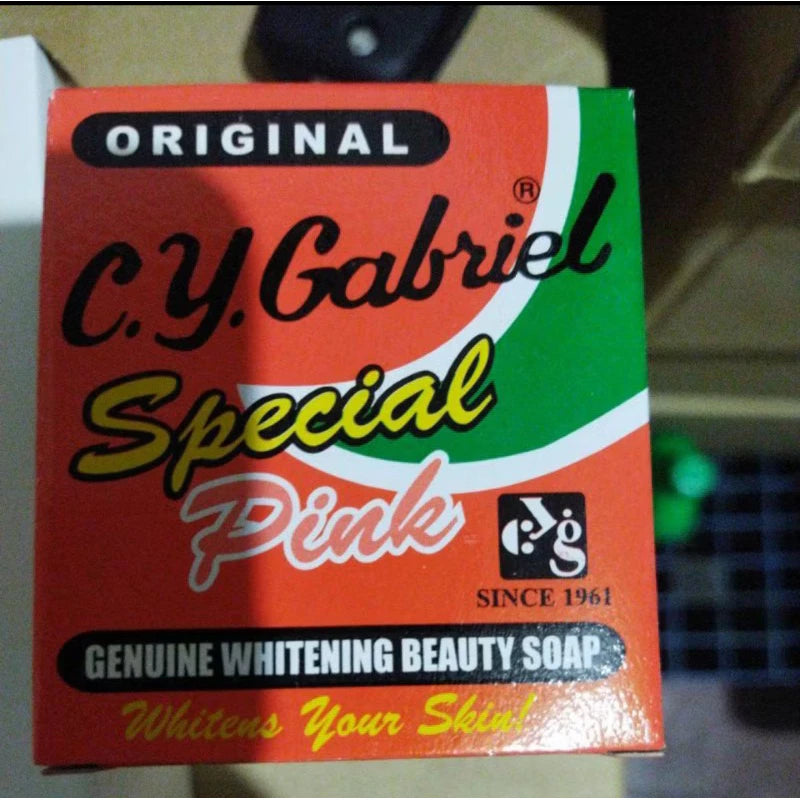 ORIGINAL
C.Y. Gabriel ®
Special
Pink
cyg
SINCE 1961
GENUINE WHITENING BEAUTY SOAP
Whitens Your Skin!